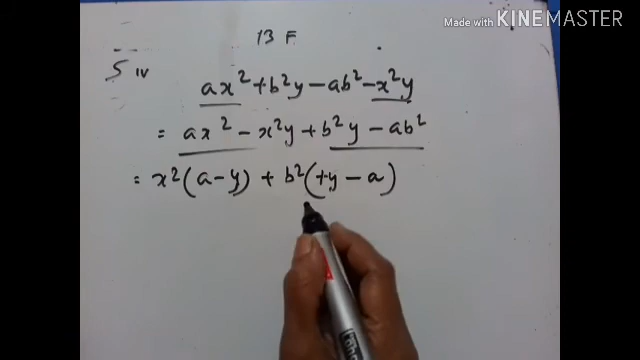 Made with KINEMASTER
13 F
5 iv
ax² + b²y - ab² - x²y
= ax² - x²y + b²y - ab²
= x²(a - y) + b²(+y - a)